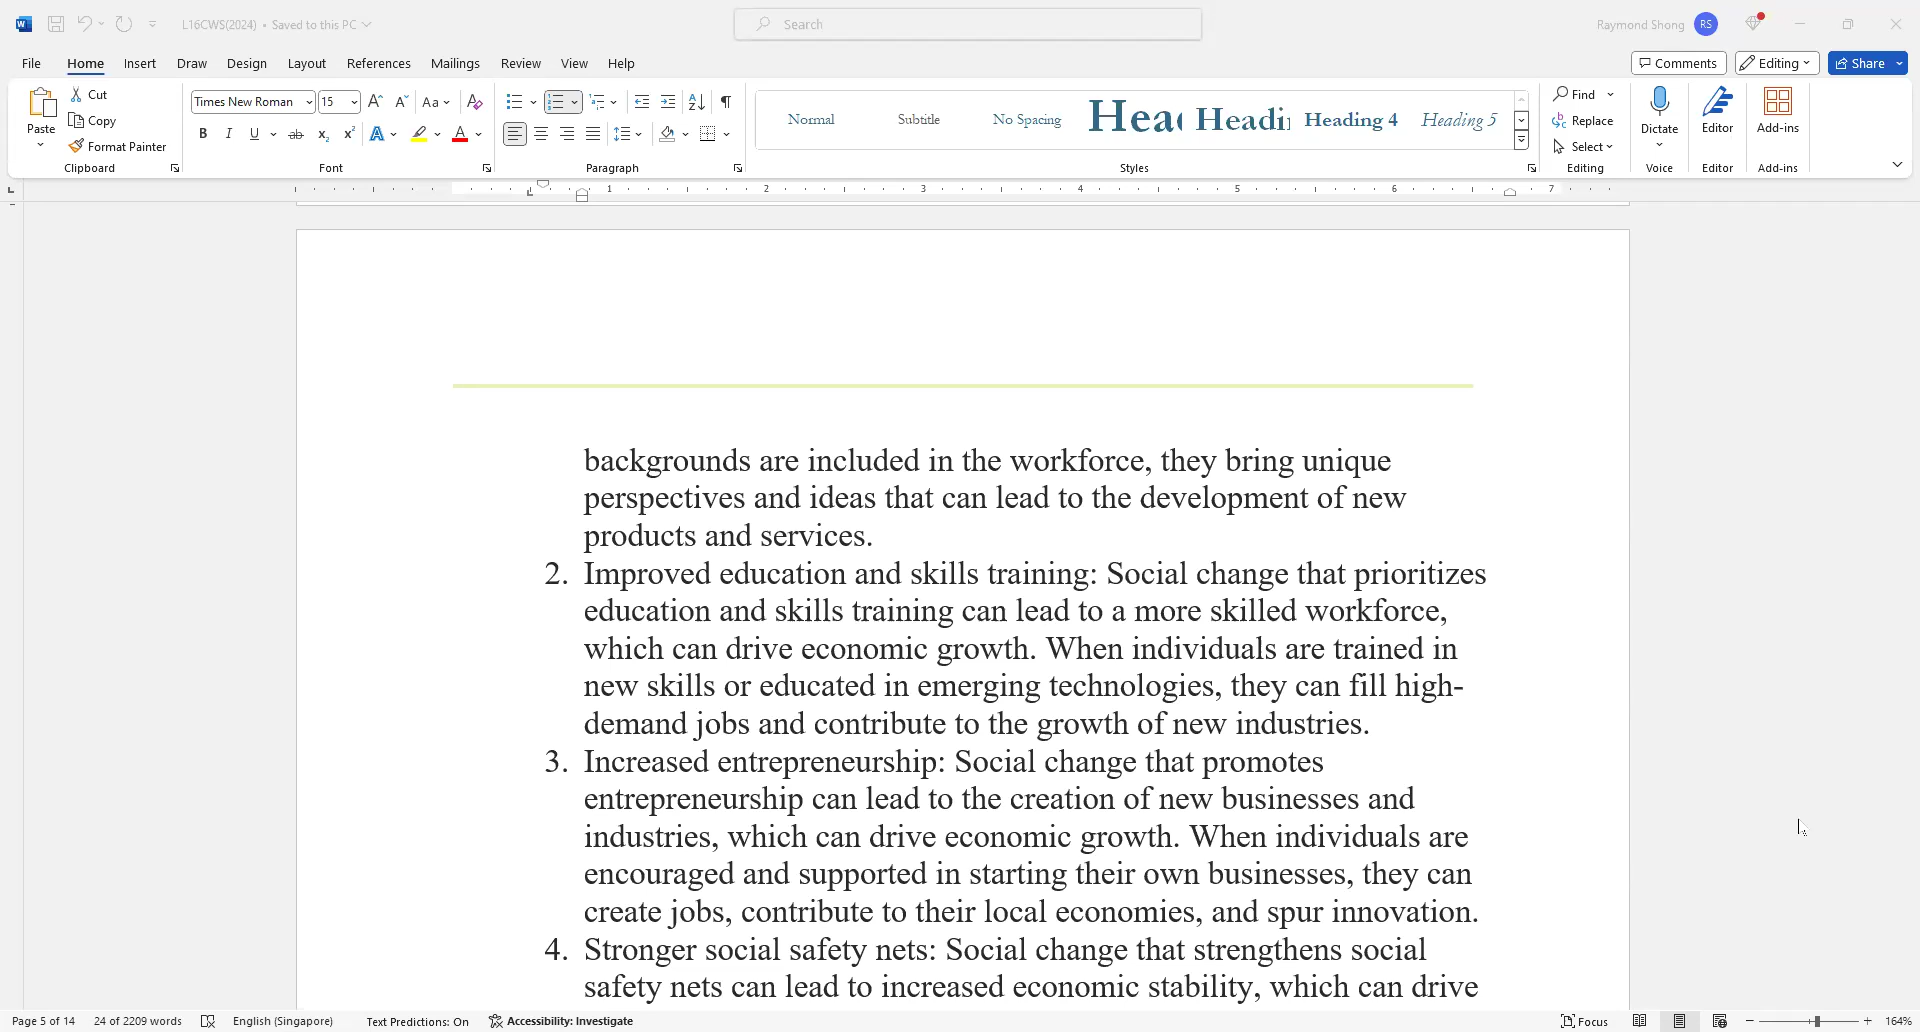 L16CWS(2024) • Saved to this PC
Search
Raymond Shong RS
File Home Insert Draw Design Layout References Mailings Review View Help
Comments Editing Share
Paste
Cut
Copy
Format Painter
Clipboard
Times New Roman 15
Font
Paragraph
Normal Subtitle No Spacing Headi Heading 4 Heading 5
Styles
Find
Replace
Select
Editing
Dictate
Voice
Editor
Editor
Add-ins
Add-ins
1 2 3 4 5 6 7
backgrounds are included in the workforce, they bring unique
perspectives and ideas that can lead to the development of new
products and services.
2. Improved education and skills training: Social change that prioritizes
education and skills training can lead to a more skilled workforce,
which can drive economic growth. When individuals are trained in
new skills or educated in emerging technologies, they can fill high-
demand jobs and contribute to the growth of new industries.
3. Increased entrepreneurship: Social change that promotes
entrepreneurship can lead to the creation of new businesses and
industries, which can drive economic growth. When individuals are
encouraged and supported in starting their own businesses, they can
create jobs, contribute to their local economies, and spur innovation.
4. Stronger social safety nets: Social change that strengthens social
safety nets can lead to increased economic stability, which can drive
Page 5 of 14 24 of 2209 words English (Singapore) Text Predictions: On Accessibility: Investigate Focus 164%